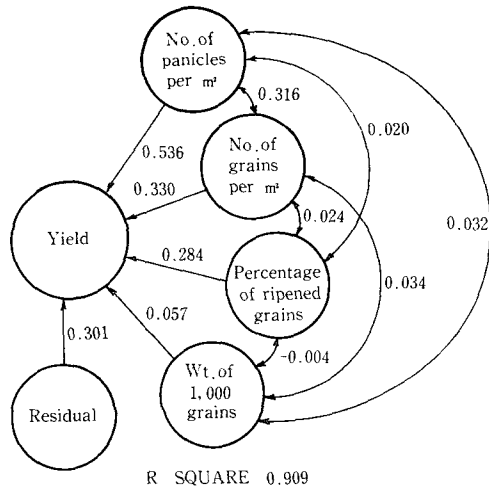 No.of
panicles
per m²
0.316
0.020
0.536
No.of
grains
per m²
0.330
0.032
0.024
Yield
0.284
Percentage
of ripened
grains
0.034
0.057
-0.004
0.301
Wt.of
1,000
grains
Residual
R SQUARE 0.909